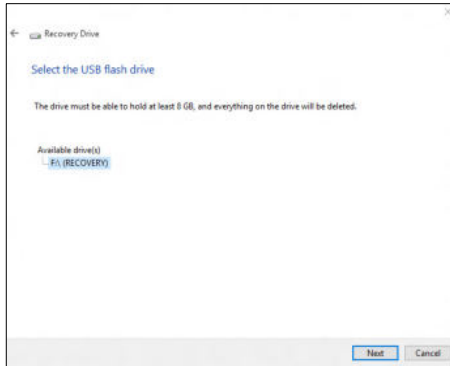 Recovery Drive
Select the USB flash drive
The drive must be able to hold at least 8 GB, and everything on the drive will be deleted.
Available drive(s)
F:\ (RECOVERY)
Next Cancel